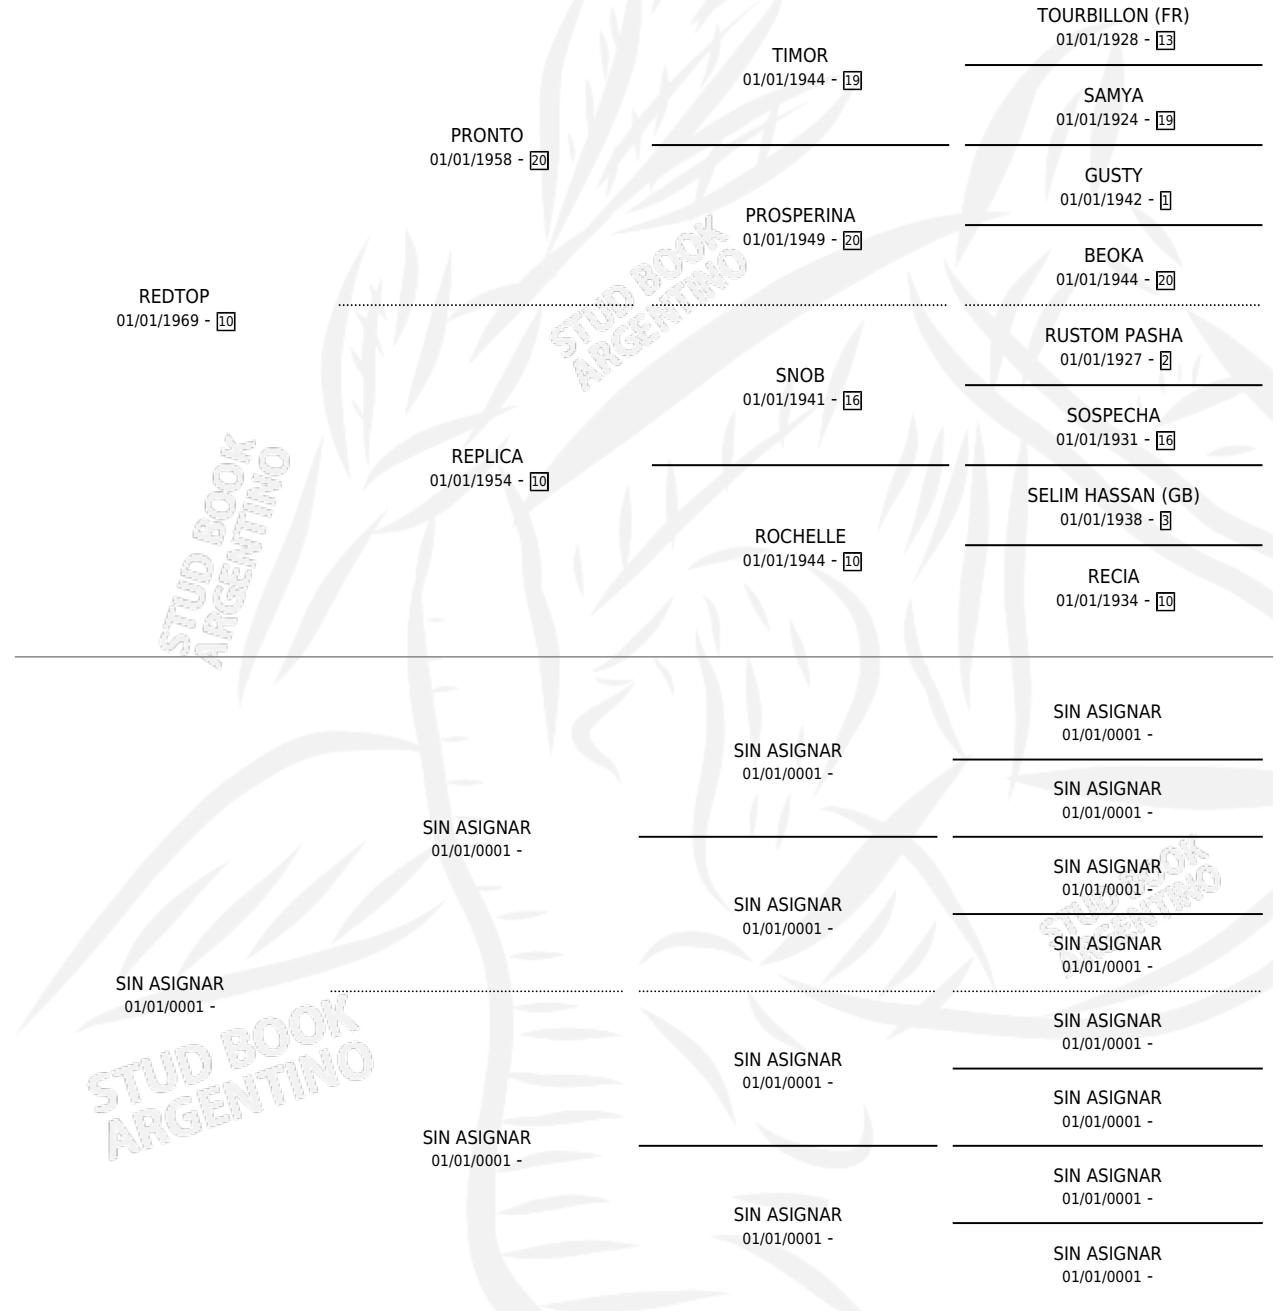 TOURBILLON (FR)
01/01/1928 - 13
TIMOR
01/01/1944 - 19
SAMYA
01/01/1924 - 19
PRONTO
01/01/1958 - 20
GUSTY
01/01/1942 - 1
PROSPERINA
01/01/1949 - 20
BEOKA
01/01/1944 - 20
REDTOP
01/01/1969 - 10
RUSTOM PASHA
01/01/1927 - 2
SNOB
01/01/1941 - 16
SOSPECHA
01/01/1931 - 16
REPLICA
01/01/1954 - 10
SELIM HASSAN (GB)
01/01/1938 - 3
ROCHELLE
01/01/1944 - 10
RECIA
01/01/1934 - 10
STUD BOOK
ARGENTINO
STUD BOOK
ARGENTINO
SIN ASIGNAR
01/01/0001 -
SIN ASIGNAR
01/01/0001 -
SIN ASIGNAR
01/01/0001 -
SIN ASIGNAR
01/01/0001 -
SIN ASIGNAR
01/01/0001 -
SIN ASIGNAR
01/01/0001 -
SIN ASIGNAR
01/01/0001 -
SIN ASIGNAR
01/01/0001 -
SIN ASIGNAR
01/01/0001 -
SIN ASIGNAR
01/01/0001 -
SIN ASIGNAR
01/01/0001 -
SIN ASIGNAR
01/01/0001 -
SIN ASIGNAR
01/01/0001 -
SIN ASIGNAR
01/01/0001 -
SIN ASIGNAR
01/01/0001 -
STUD BOOK
ARGENTINO
STUD BOOK
ARGENTINO